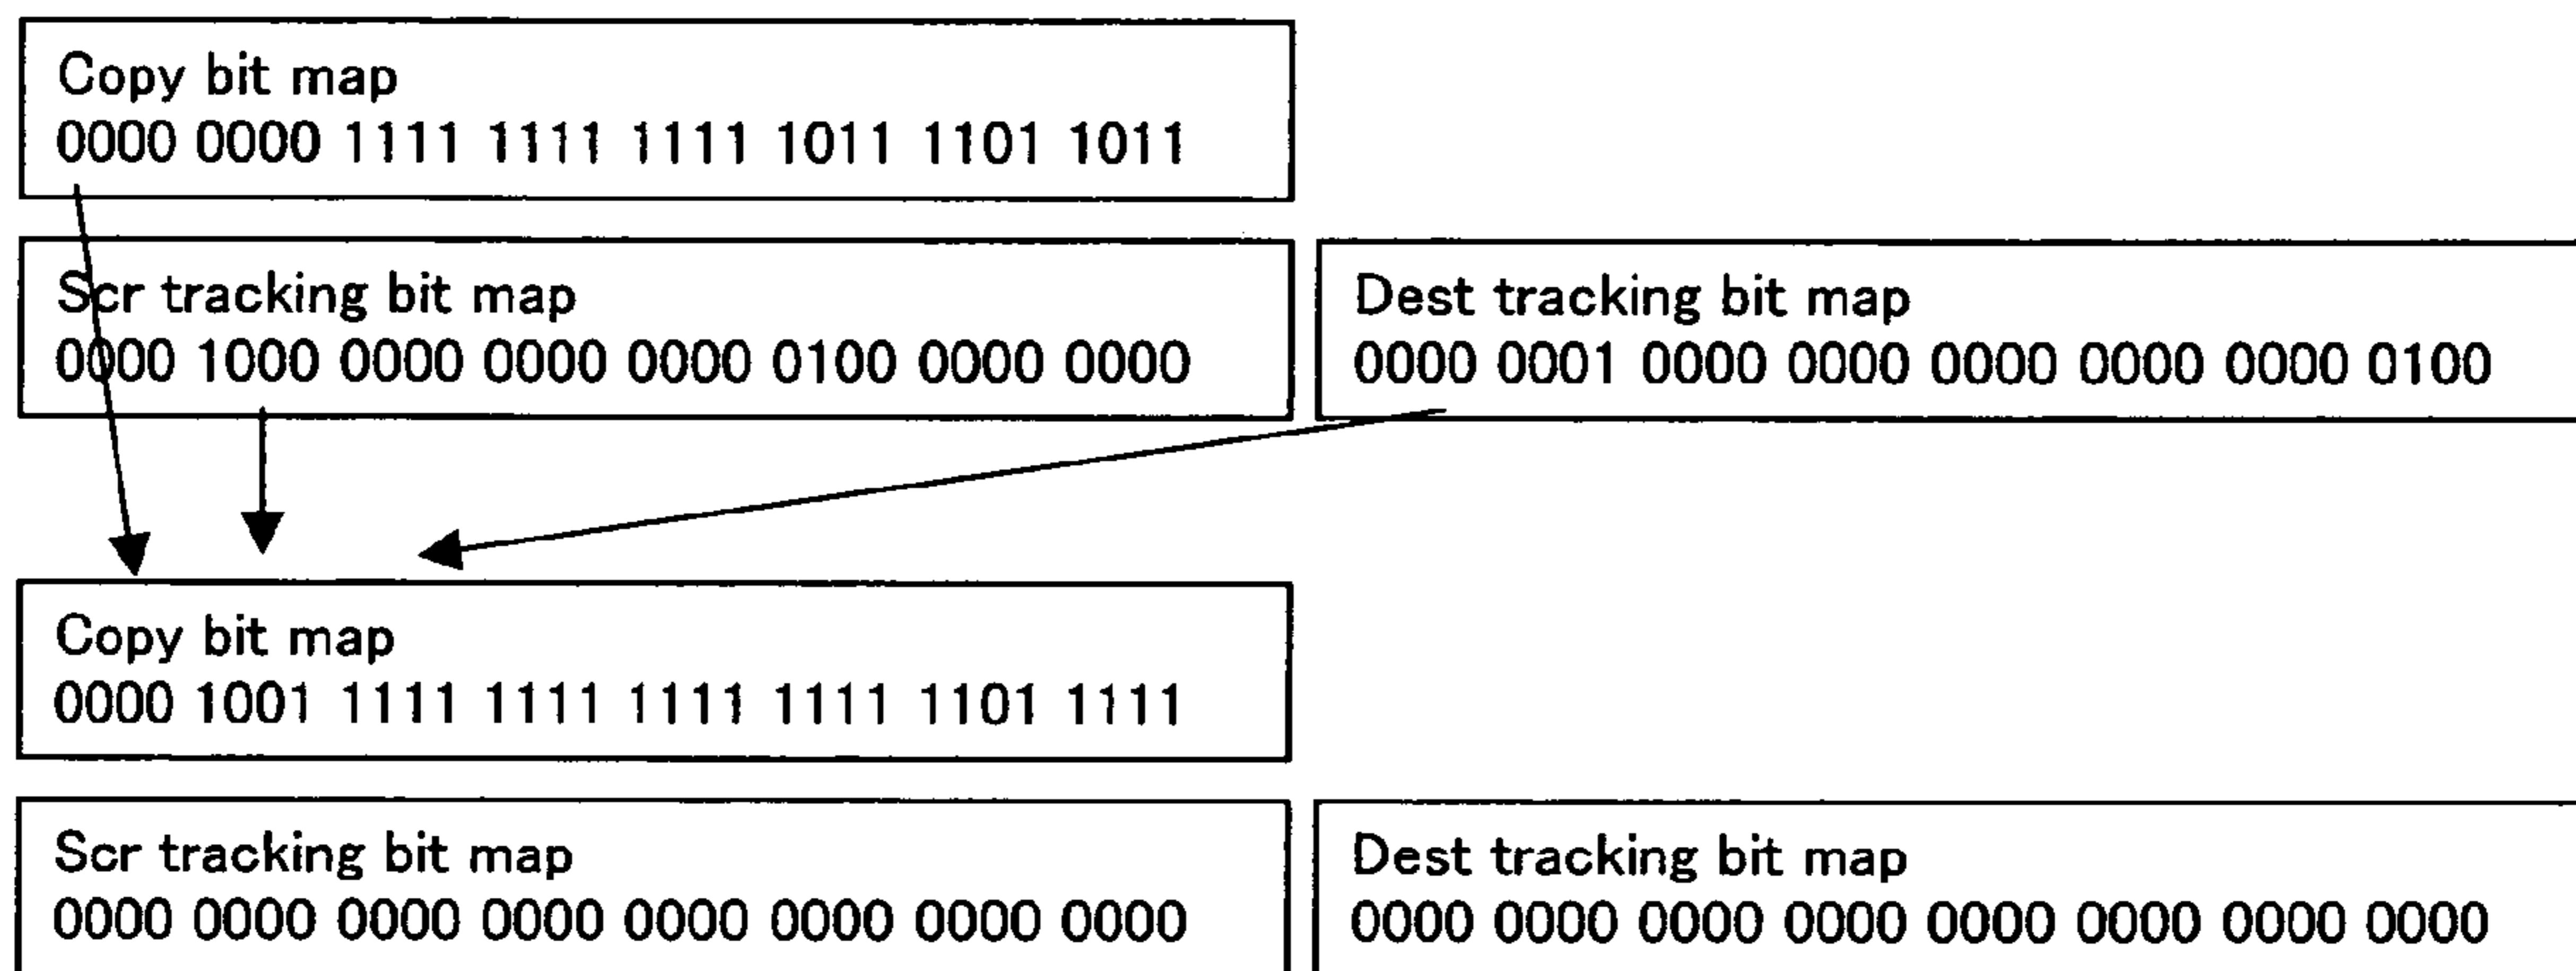 Copy bit map
0000 0000 1111 1111 1111 1011 1101 1011
Scr tracking bit map
0000 1000 0000 0000 0000 0100 0000 0000
Dest tracking bit map
0000 0001 0000 0000 0000 0000 0000 0100
Copy bit map
0000 1001 1111 1111 1111 1111 1101 1111
Scr tracking bit map
0000 0000 0000 0000 0000 0000 0000 0000
Dest tracking bit map
0000 0000 0000 0000 0000 0000 0000 0000